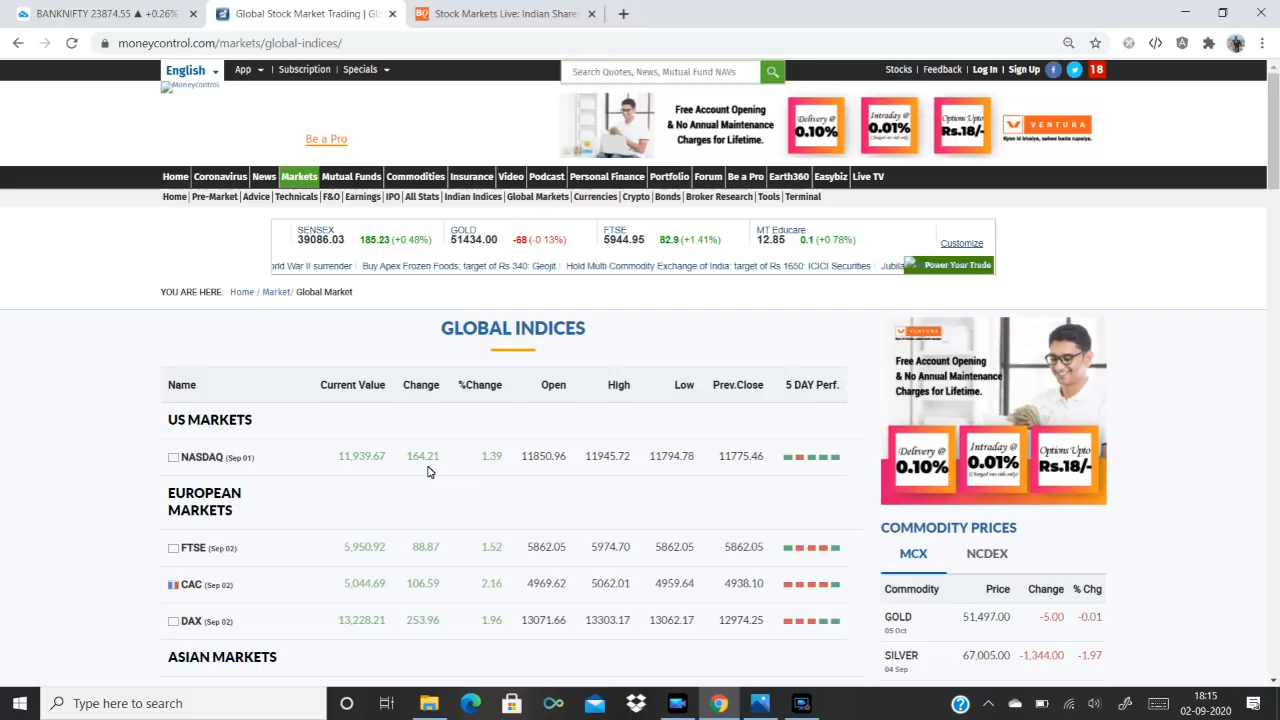 BANKNIFTY 23874.55 ▲ +0.26%
Global Stock Market Trading | Gl
Stock Markets Live: Indian Share
moneycontrol.com/markets/global-indices/
English App Subscription Specials
Search Quotes, News, Mutual Fund NAVs
Stocks Feedback Log In Sign Up 18
Moneycontrol
Be a Pro
Free Account Opening
& No Annual Maintenance
Charges for Lifetime.
Delivery @
0.10%
Intraday @
0.01%
Options Upto
Rs.18/-
VENTURA
Kyon ki bhaiya, sabse bada rupaiya.
Home Coronavirus News Markets Mutual Funds Commodities Insurance Video Podcast Personal Finance Portfolio Forum Be a Pro Earth360 Easybiz Live TV
Home Pre-Market Advice Technicals F&O Earnings IPO All Stats Indian Indices Global Markets Currencies Crypto Bonds Broker Research Tools Terminal
SENSEX
39086.03 185.23 (+0.48%)
GOLD
51434.00 -68 (-0.13%)
FTSE
5944.95 82.9 (+1.41%)
MT Educare
12.85 0.1 (+0.78%)
Customize
orld War II surrender Buy Apex Frozen Foods; target of Rs 340: Geojit Hold Multi Commodity Exchange of India: target of Rs 1650: ICICI Securities Jubila
Power Your Trade
YOU ARE HERE: Home / Market/ Global Market
GLOBAL INDICES
Name Current Value Change %Change Open High Low Prev.Close 5 DAY Perf.
US MARKETS
NASDAQ (Sep 01) 11,939.67 164.21 1.39 11850.96 11945.72 11794.78 11775.46
EUROPEAN
MARKETS
FTSE (Sep 02) 5,950.92 88.87 1.52 5862.05 5974.70 5862.05 5862.05
CAC (Sep 02) 5,044.69 106.59 2.16 4969.62 5062.01 4959.64 4938.10
DAX (Sep 02) 13,228.21 253.96 1.96 13071.66 13303.17 13062.17 12974.25
ASIAN MARKETS
VENTURA
Free Account Opening
& No Annual Maintenance
Charges for Lifetime.
Delivery @
0.10%
Intraday @
0.01%
Options Upto
Rs.18/-
COMMODITY PRICES
MCX NCDEX
Commodity Price Change % Chg
GOLD 51,497.00 -5.00 -0.01
05 Oct
SILVER 67,005.00 -1,344.00 -1.97
04 Sep
Type here to search
18:15
02-09-2020